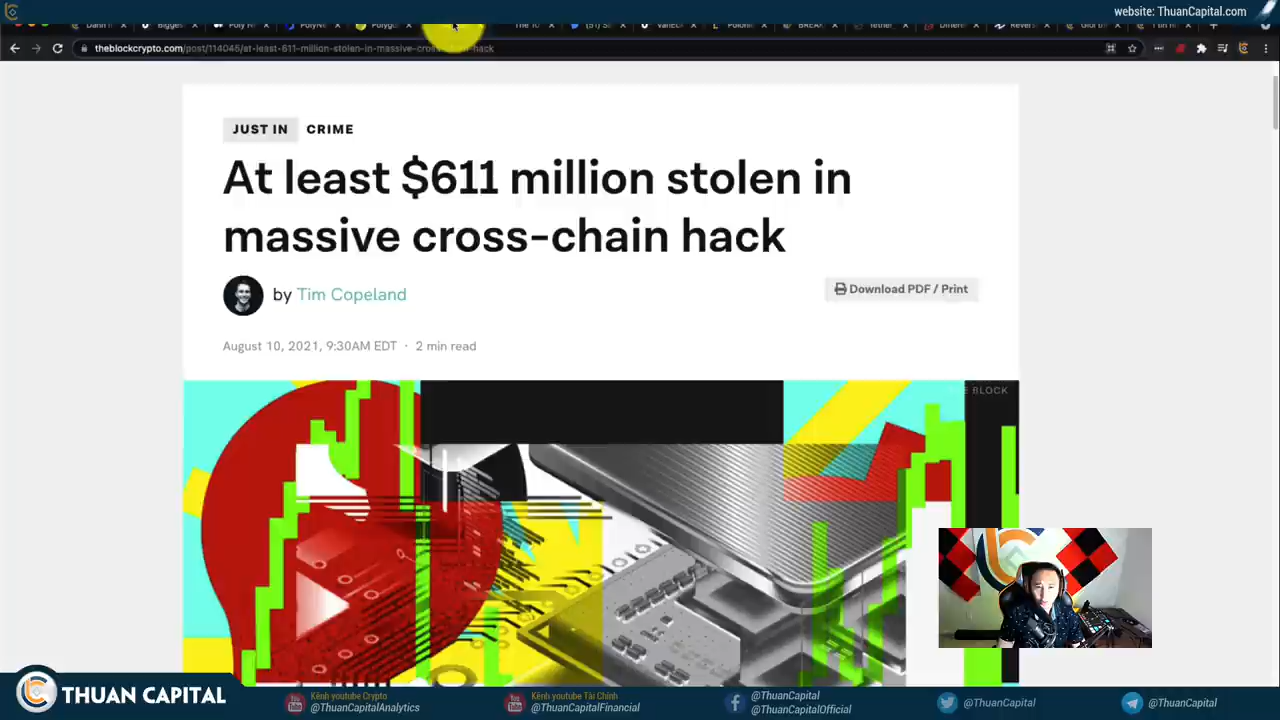 website: ThuanCapital.com
theblockcrypto.com/post/114045/at-least-611-million-stolen-in-massive-cross-chain-hack
JUST IN CRIME
At least $611 million stolen in
massive cross-chain hack
by Tim Copeland
Download PDF / Print
August 10, 2021, 9:30AM EDT · 2 min read
BLOCK
THUAN CAPITAL
Kênh youtube Crypto
@ThuanCapitalAnalytics
Kênh youtube Tài Chính
@ThuanCapitalFinancial
@ThuanCapital
@ThuanCapitalOfficial
@ThuanCapital
@ThuanCapital